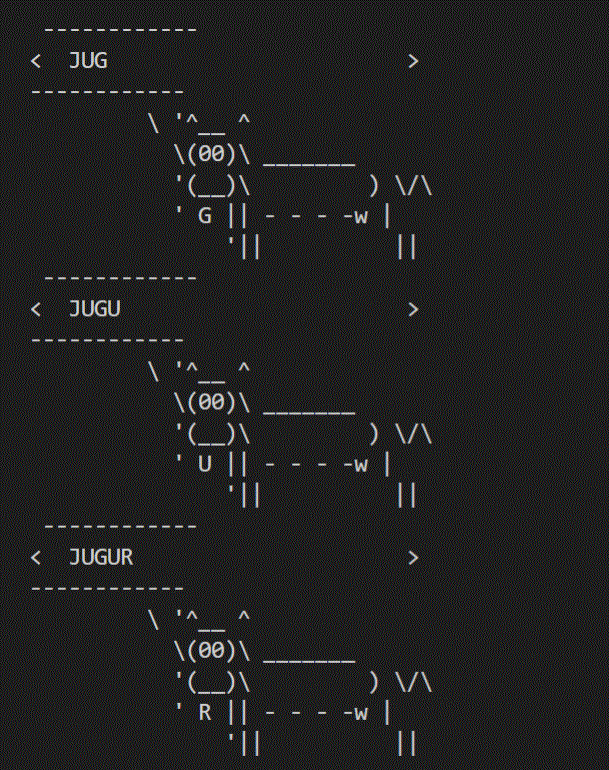 ------------
<  JUG                       >
------------
         \ '^__ ^
           \(00)\ _______
           '(__)\         ) \/\
           ' G || - - - -w |
               '||          ||
 ------------
<  JUGU                      >
------------
         \ '^__ ^
           \(00)\ _______
           '(__)\         ) \/\
           ' U || - - - -w |
               '||          ||
 ------------
<  JUGUR                     >
------------
         \ '^__ ^
           \(00)\ _______
           '(__)\         ) \/\
           ' R || - - - -w |
               '||          ||